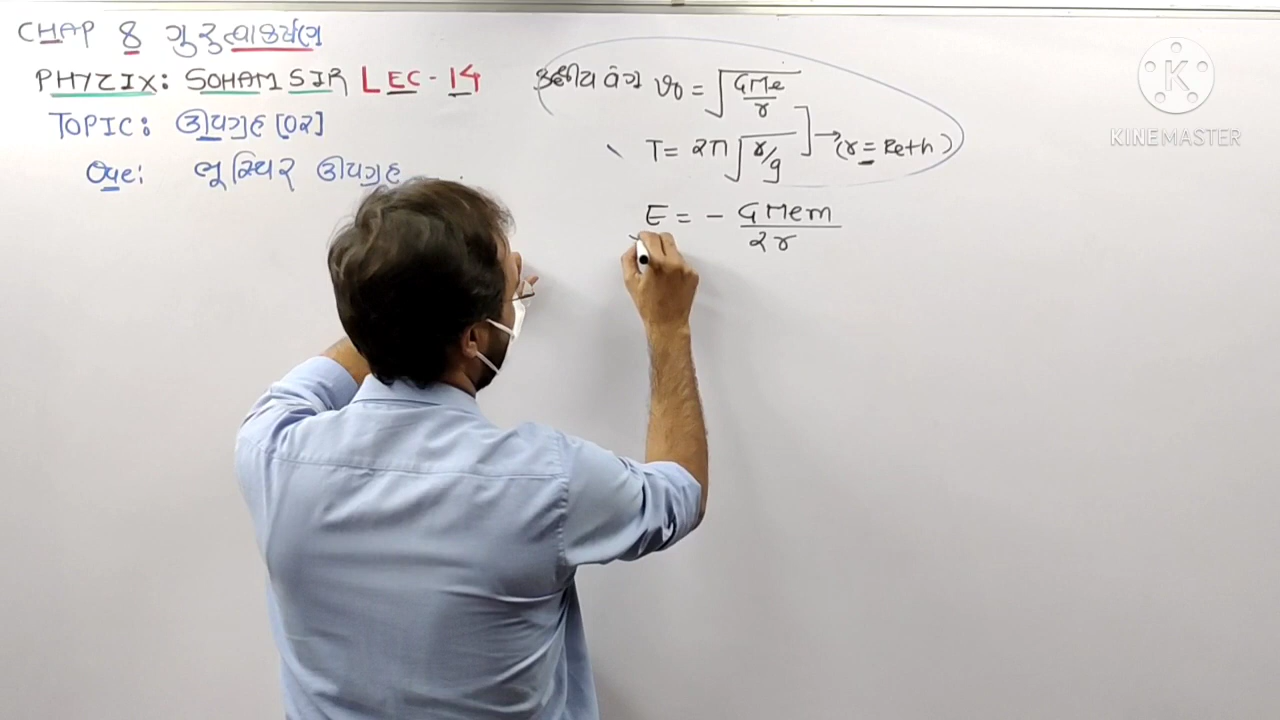 CHAP 8 ગુરુત્વાકર્ષણ
PHYZIX: SOHAM SIR LEC-14
TOPIC: ઉપગ્રહ [02]
Que: ભૂસ્થિર ઉપગ્રહ
કક્ષીય વેગ v₀ = √(GMe/r)
T = 2π√(r/g) → (r = Re+h)
E = - GMem/2r
KINEMASTER